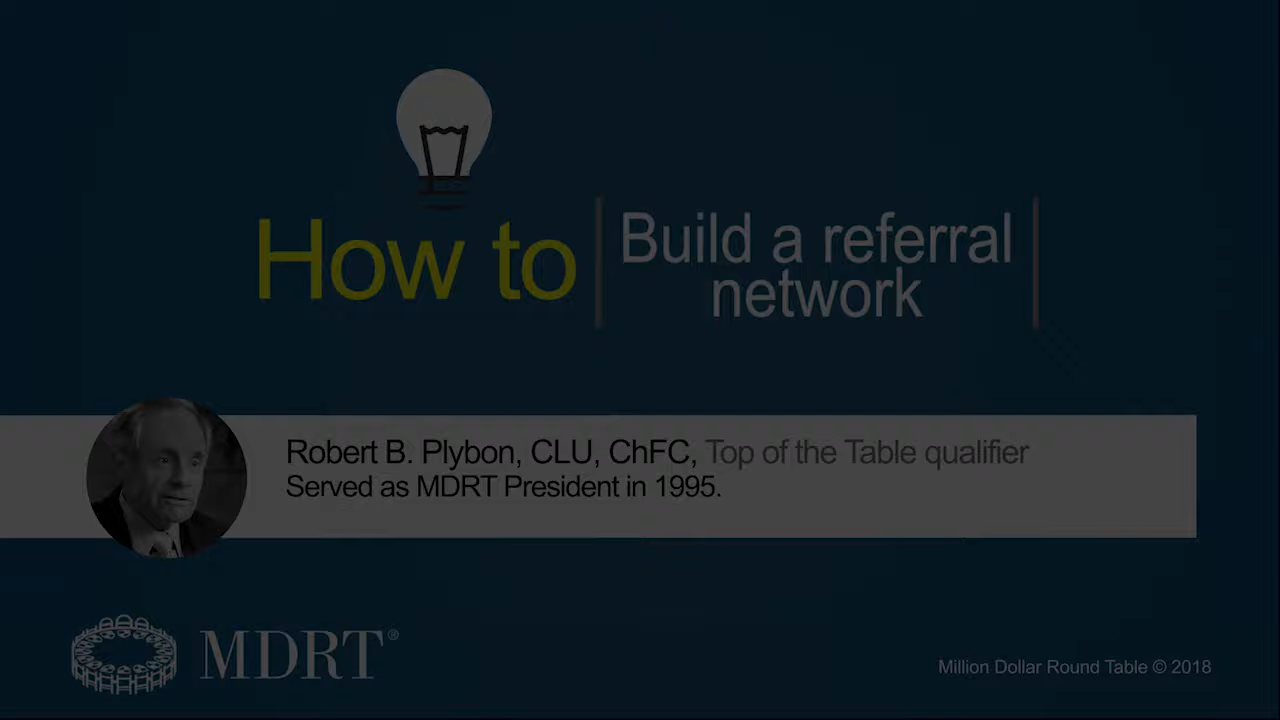 How to
Build a referral
network
Robert B. Plybon, CLU, ChFC, Top of the Table qualifier
Served as MDRT President in 1995.
MDRT®
Million Dollar Round Table © 2018